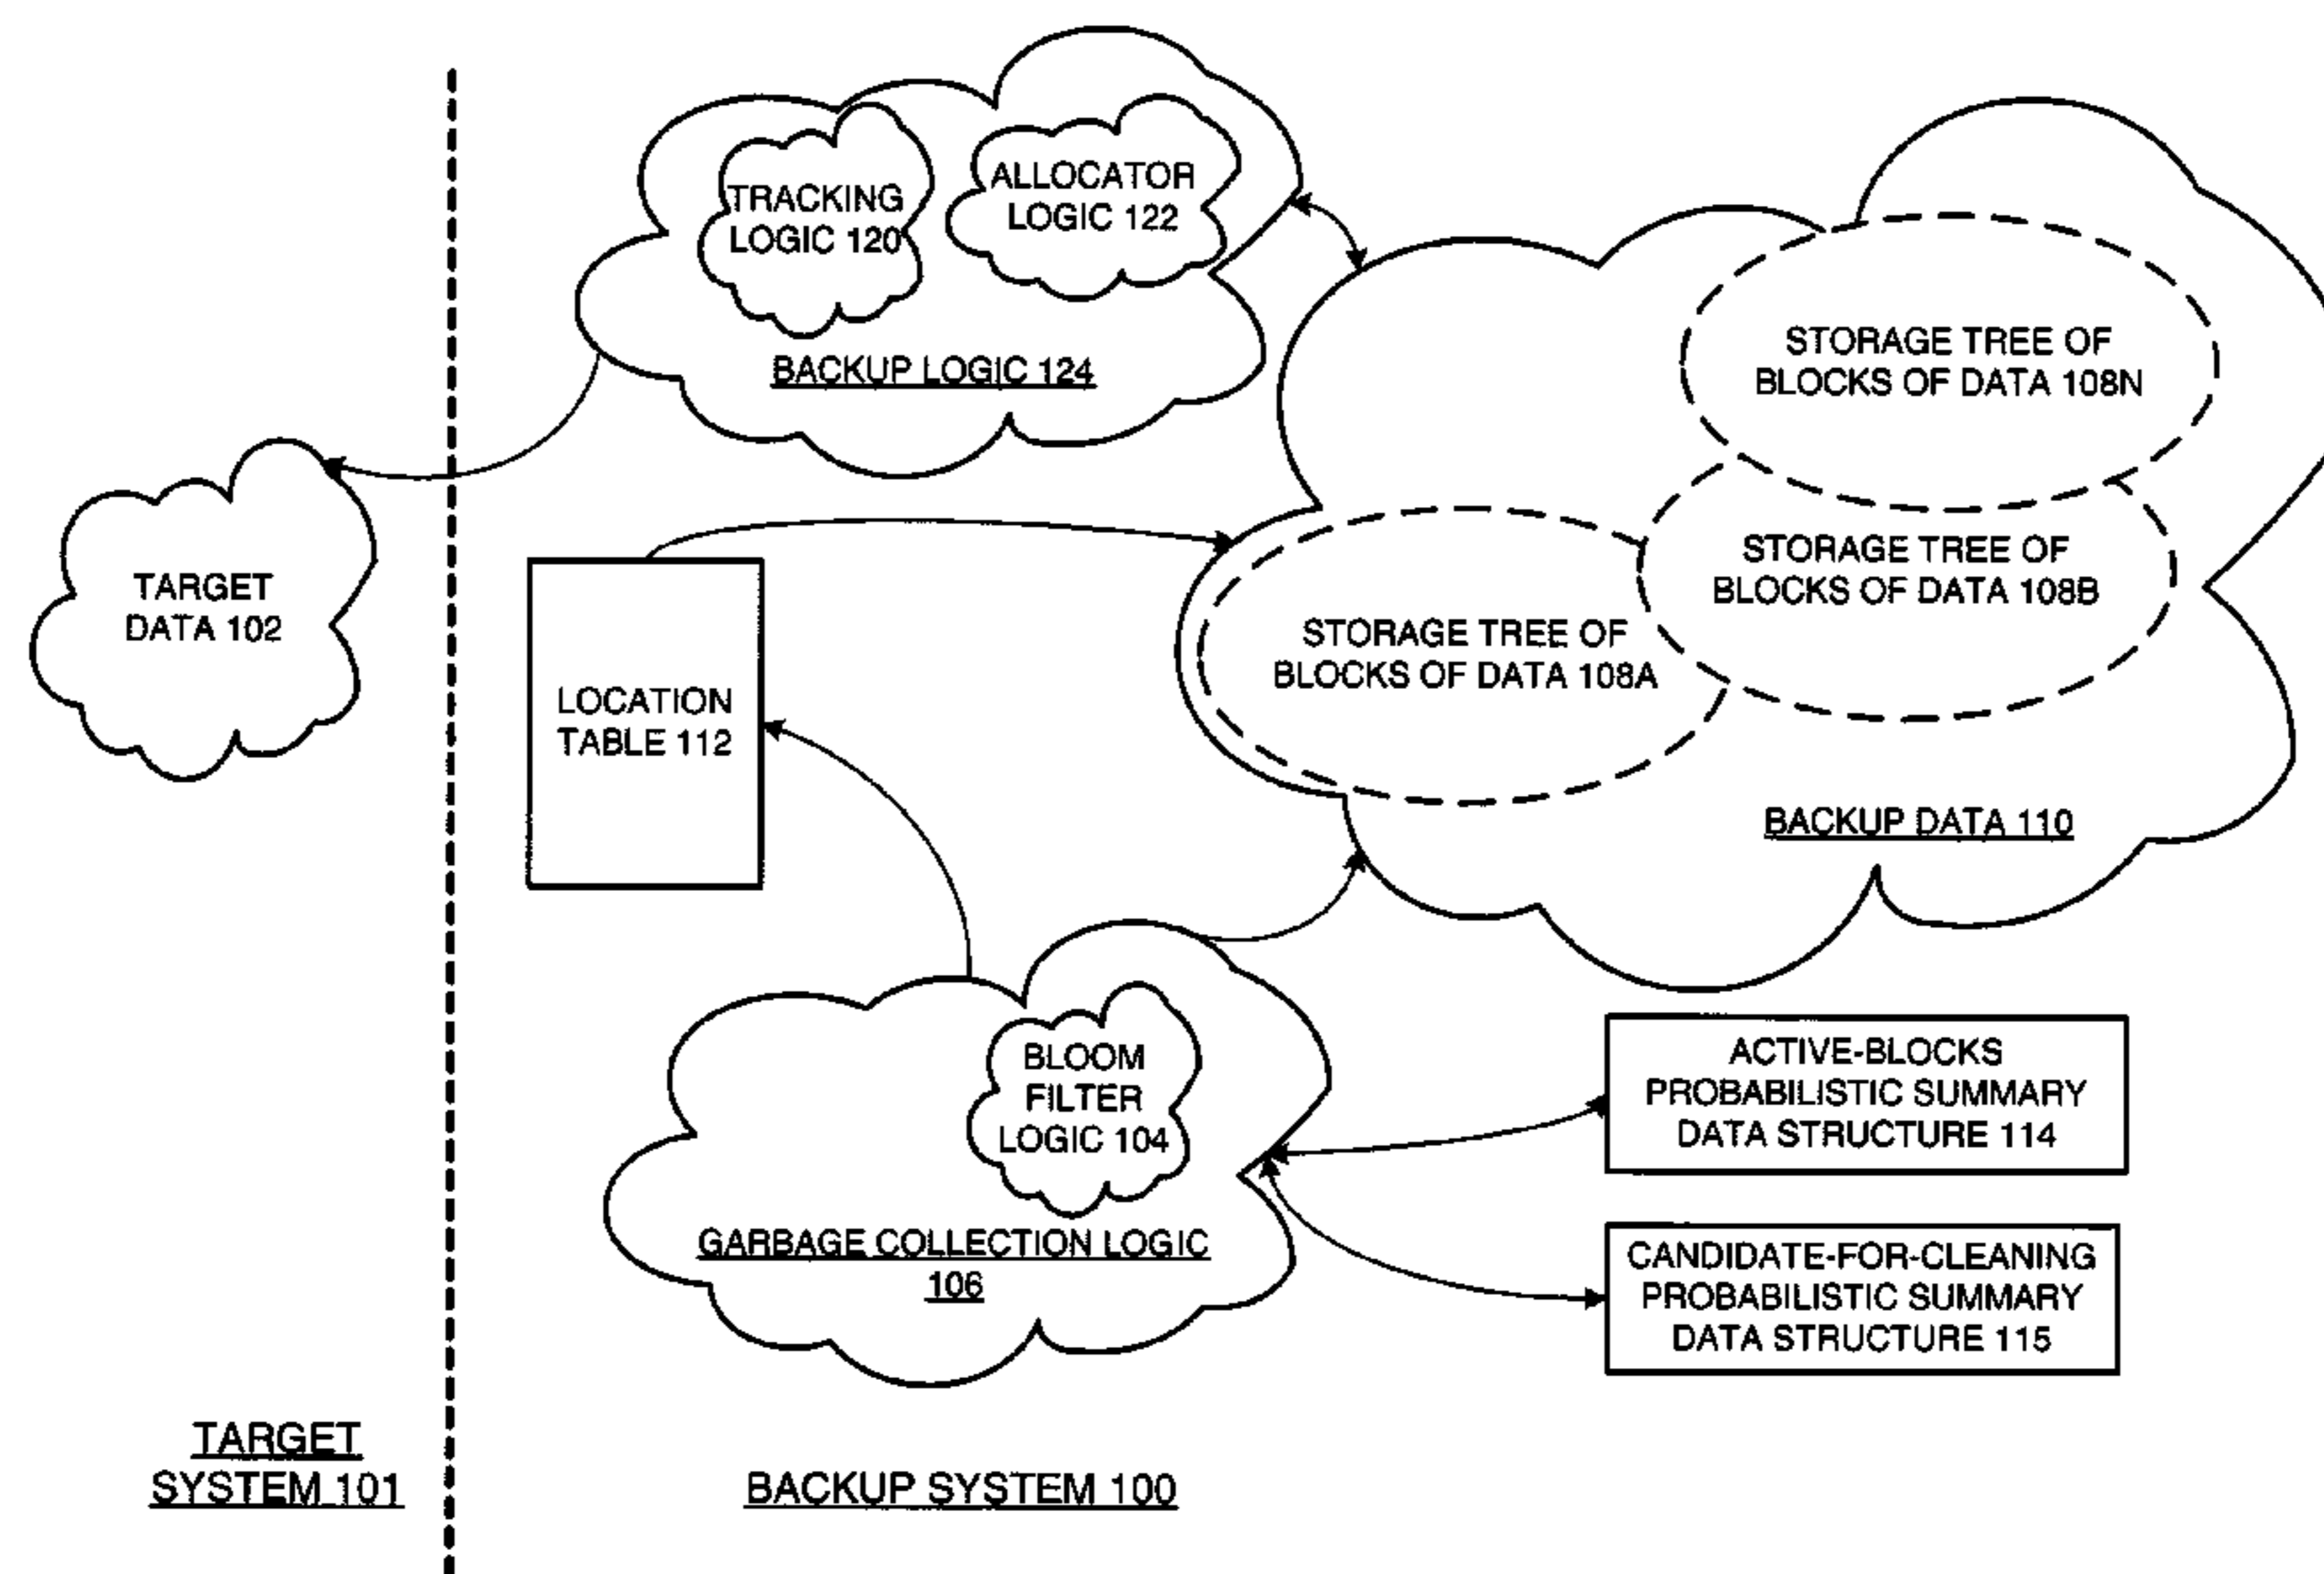 TRACKING
LOGIC 120
ALLOCATOR
LOGIC 122
BACKUP LOGIC 124
STORAGE TREE OF
BLOCKS OF DATA 108N
STORAGE TREE OF
BLOCKS OF DATA 108B
STORAGE TREE OF
BLOCKS OF DATA 108A
BACKUP DATA 110
TARGET
DATA 102
LOCATION
TABLE 112
BLOOM
FILTER
LOGIC 104
GARBAGE COLLECTION LOGIC
106
ACTIVE-BLOCKS
PROBABILISTIC SUMMARY
DATA STRUCTURE 114
CANDIDATE-FOR-CLEANING
PROBABILISTIC SUMMARY
DATA STRUCTURE 115
TARGET
SYSTEM 101
BACKUP SYSTEM 100